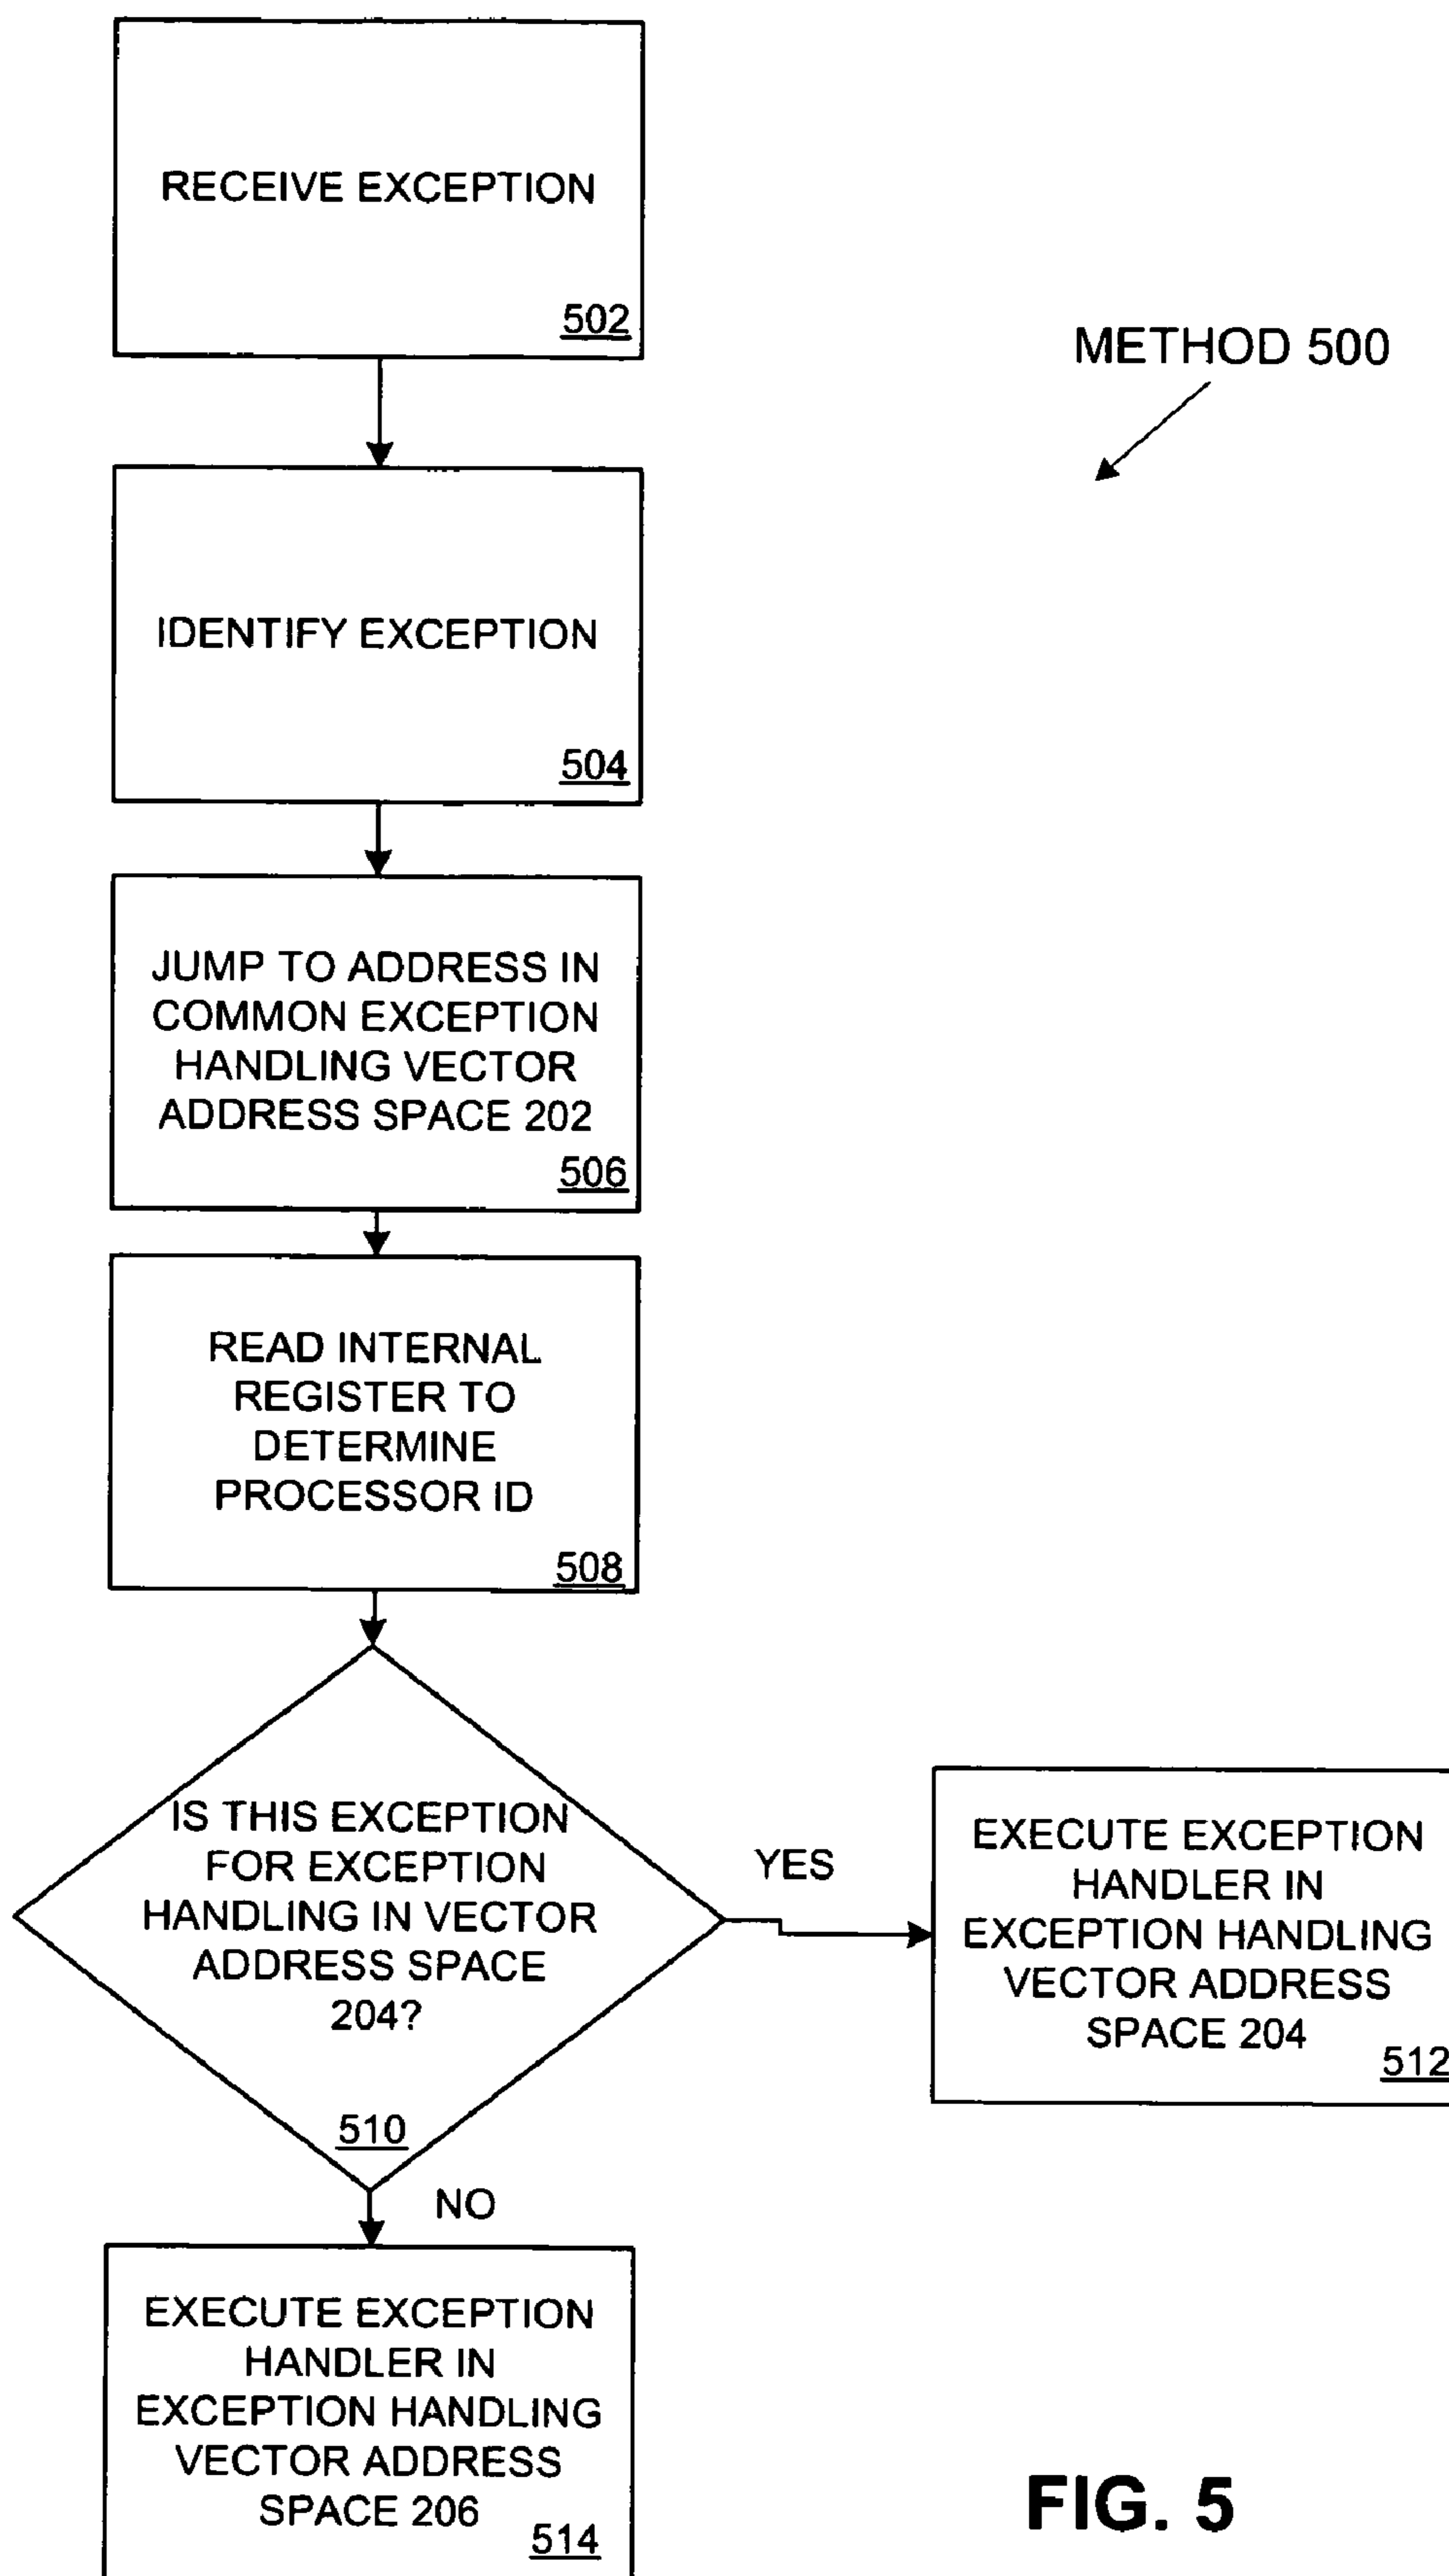 RECEIVE EXCEPTION
502
METHOD 500
IDENTIFY EXCEPTION
504
JUMP TO ADDRESS IN
COMMON EXCEPTION
HANDLING VECTOR
ADDRESS SPACE 202
506
READ INTERNAL
REGISTER TO
DETERMINE
PROCESSOR ID
508
IS THIS EXCEPTION
FOR EXCEPTION
HANDLING IN VECTOR
ADDRESS SPACE
204?
510
YES
EXECUTE EXCEPTION
HANDLER IN
EXCEPTION HANDLING
VECTOR ADDRESS
SPACE 204
512
NO
EXECUTE EXCEPTION
HANDLER IN
EXCEPTION HANDLING
VECTOR ADDRESS
SPACE 206
514
FIG. 5